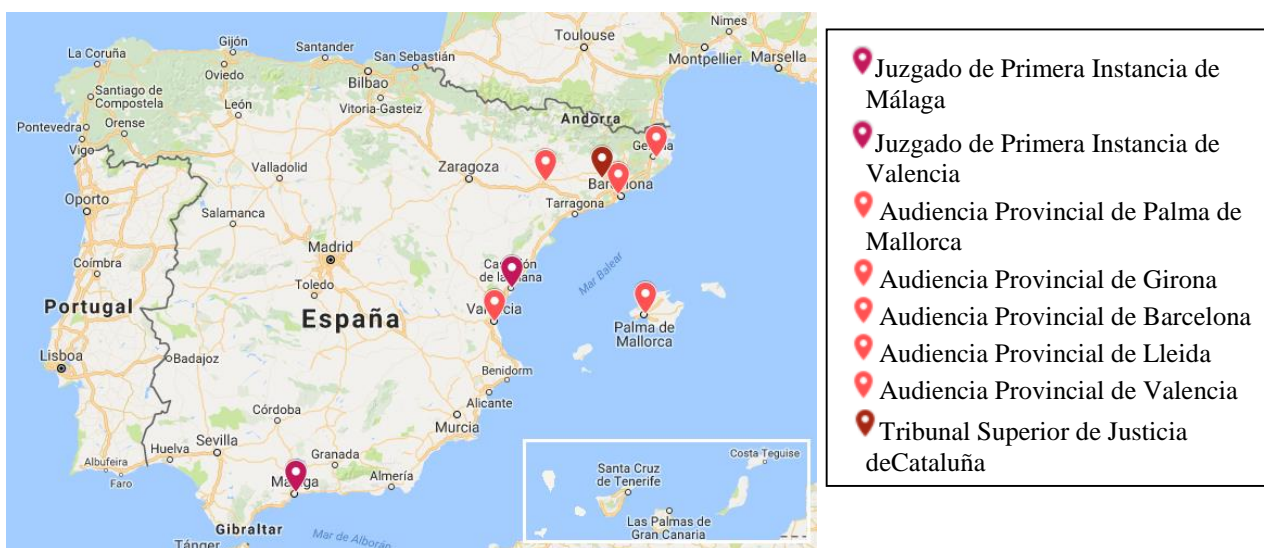 Nimes
Toulouse
Montpellier
Marsella
Gijón
Santander
San Sebastián
La Coruña
Oviedo
Bilbao
Santiago de
Compostela
León
Vitoria-Gasteiz
Andorra
Pontevedra
Orense
Vigo
Valladolid
Zaragoza
Barcelona
Oporto
Tarragona
Salamanca
Madrid
Coímbra
Toledo
Mar Balear
Portugal
España
Palma de
Mallorca
Lisboa
Badajoz
Benidorm
Alicante
Córdoba
Murcia
Huelva
Sevilla
Granada
Albufeira
Faro
Almería
Gibraltar
Mar de Alborán
Tánger
Costa Teguise
Santa Cruz
de Tenerife
Las Palmas de
Gran Canaria
Juzgado de Primera Instancia de
Málaga
Juzgado de Primera Instancia de
Valencia
Audiencia Provincial de Palma de
Mallorca
Audiencia Provincial de Girona
Audiencia Provincial de Barcelona
Audiencia Provincial de Lleida
Audiencia Provincial de Valencia
Tribunal Superior de Justicia
deCataluña